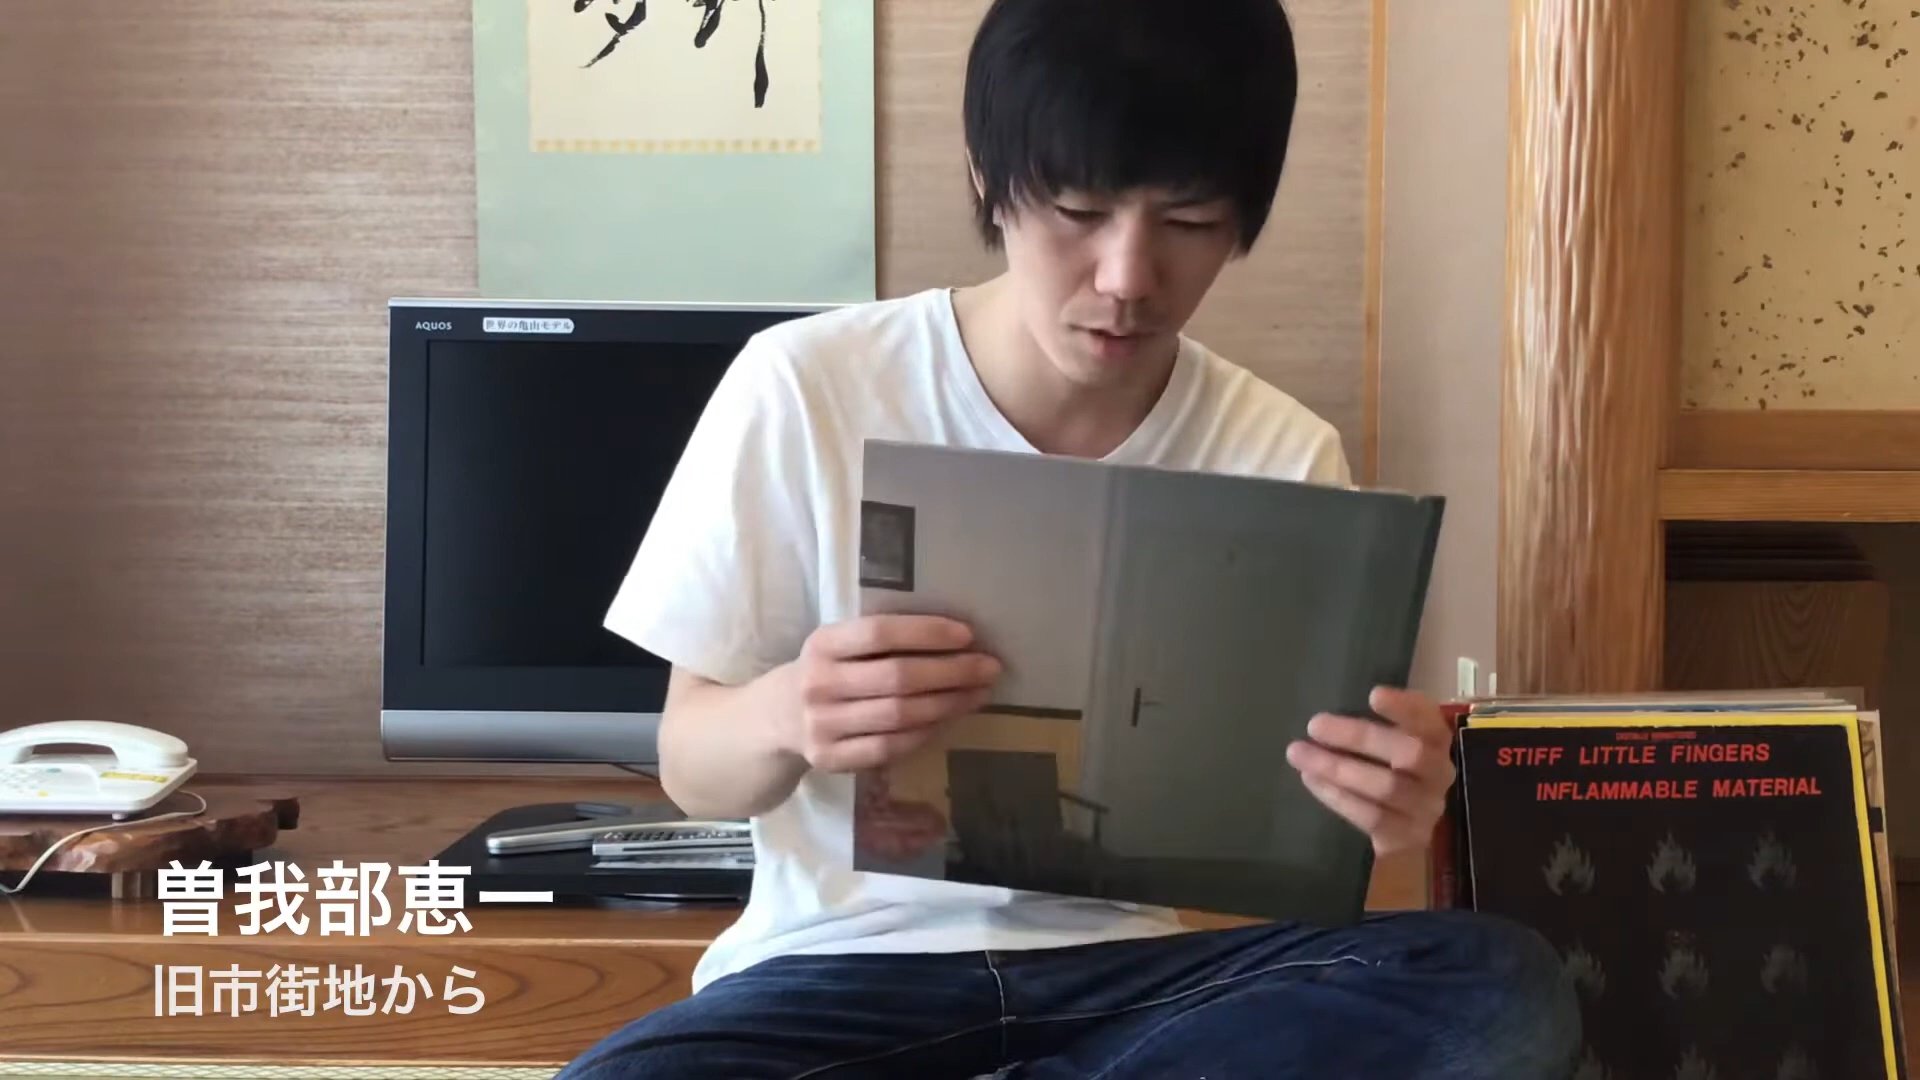 AQUOS
世界の亀山モデル
STIFF LITTLE FINGERS
INFLAMMABLE MATERIAL
曽我部恵一
旧市街地から